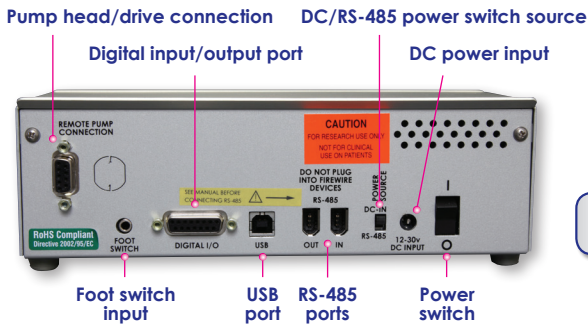 Pump head/drive connection
DC/RS-485 power switch source
Digital input/output port
DC power input
REMOTE PUMP
CONNECTION
CAUTION
FOR RESEARCH USE ONLY
NOT FOR CLINICAL
USE ON PATIENTS
DO NOT PLUG
INTO FIREWIRE
DEVICES
RS-485
POWER
SOURCE
DC-IN
RS-485
SEE MANUAL BEFORE
CONNECTING RS-485
I
RoHS Compliant
Directive 2002/95/EC
FOOT
SWITCH
DIGITAL I/O
USB
OUT IN
12-30v
DC INPUT
O
Foot switch
input
USB
port
RS-485
ports
Power
switch